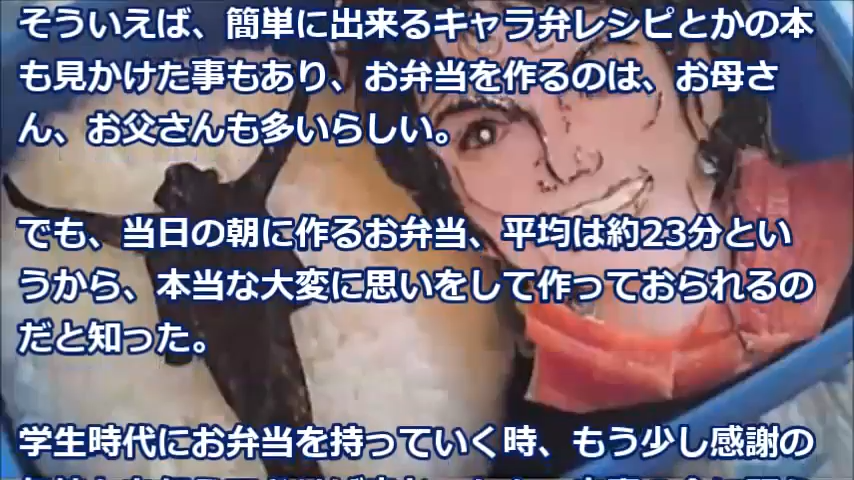 そういえば、簡単に出来るキャラ弁レシピとかの本
も見かけた事もあり、お弁当を作るのは、お母さ
ん、お父さんも多いらしい。
でも、当日の朝に作るお弁当、平均は約23分とい
うから、本当な大変に思いをして作っておられるの
だと知った。
学生時代にお弁当を持っていく時、もう少し感謝の